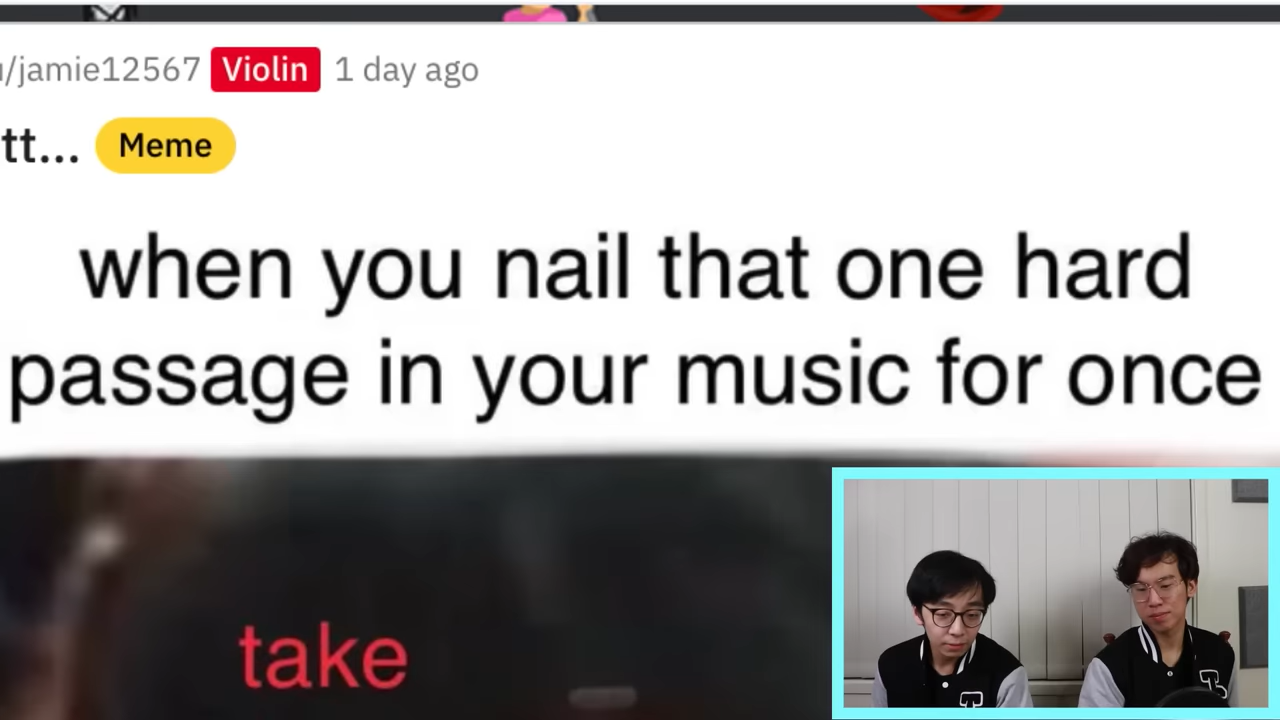 /jamie12567 Violin 1 day ago
tt... Meme
when you nail that one hard
passage in your music for once
take